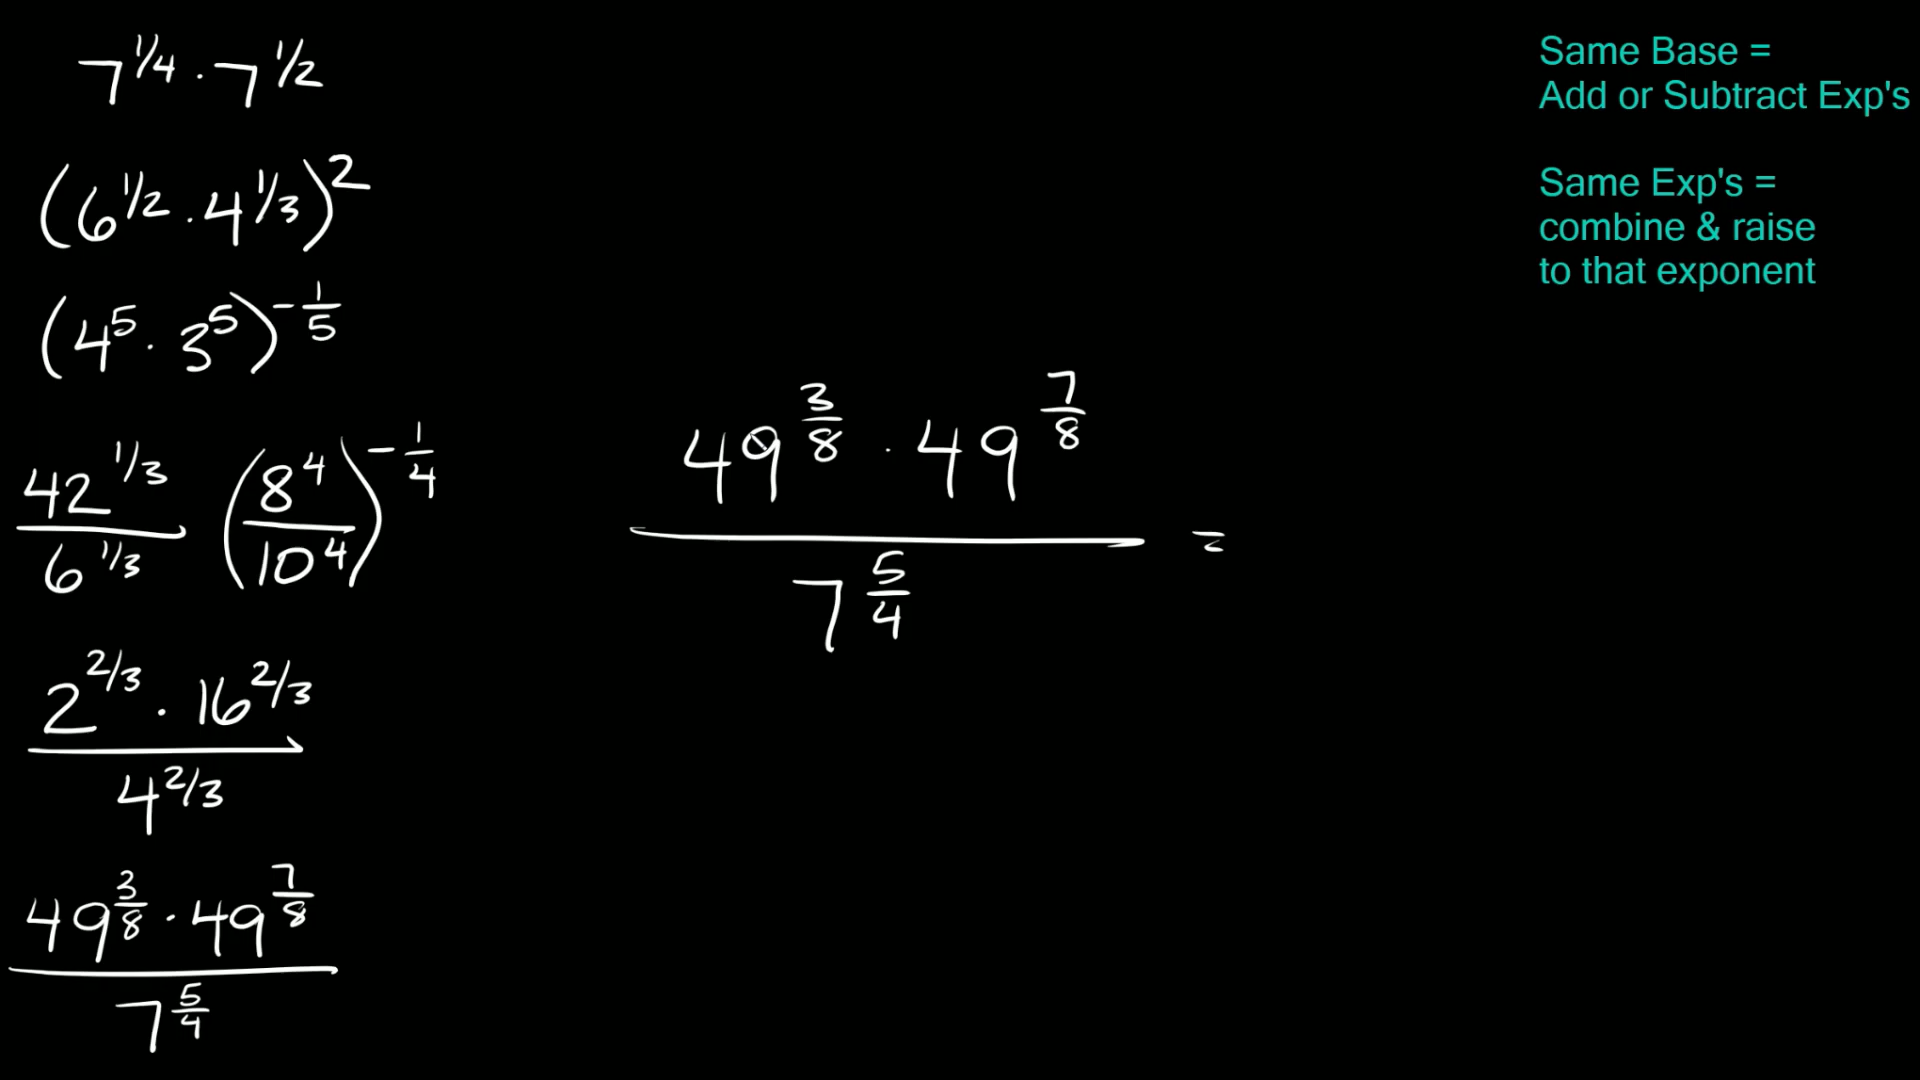 7^1/4 · 7^1/2
(6^1/2 · 4^1/3)^2
(4^5 · 3^5)^-1/5
42^1/3 / 6^1/3
(8^4 / 10^4)^-1/4
2^2/3 · 16^2/3 / 4^2/3
49^3/8 · 49^7/8 / 7^5/4
49^3/8 · 49^7/8 / 7^5/4 =
Same Base =
Add or Subtract Exp's
Same Exp's =
combine & raise
to that exponent